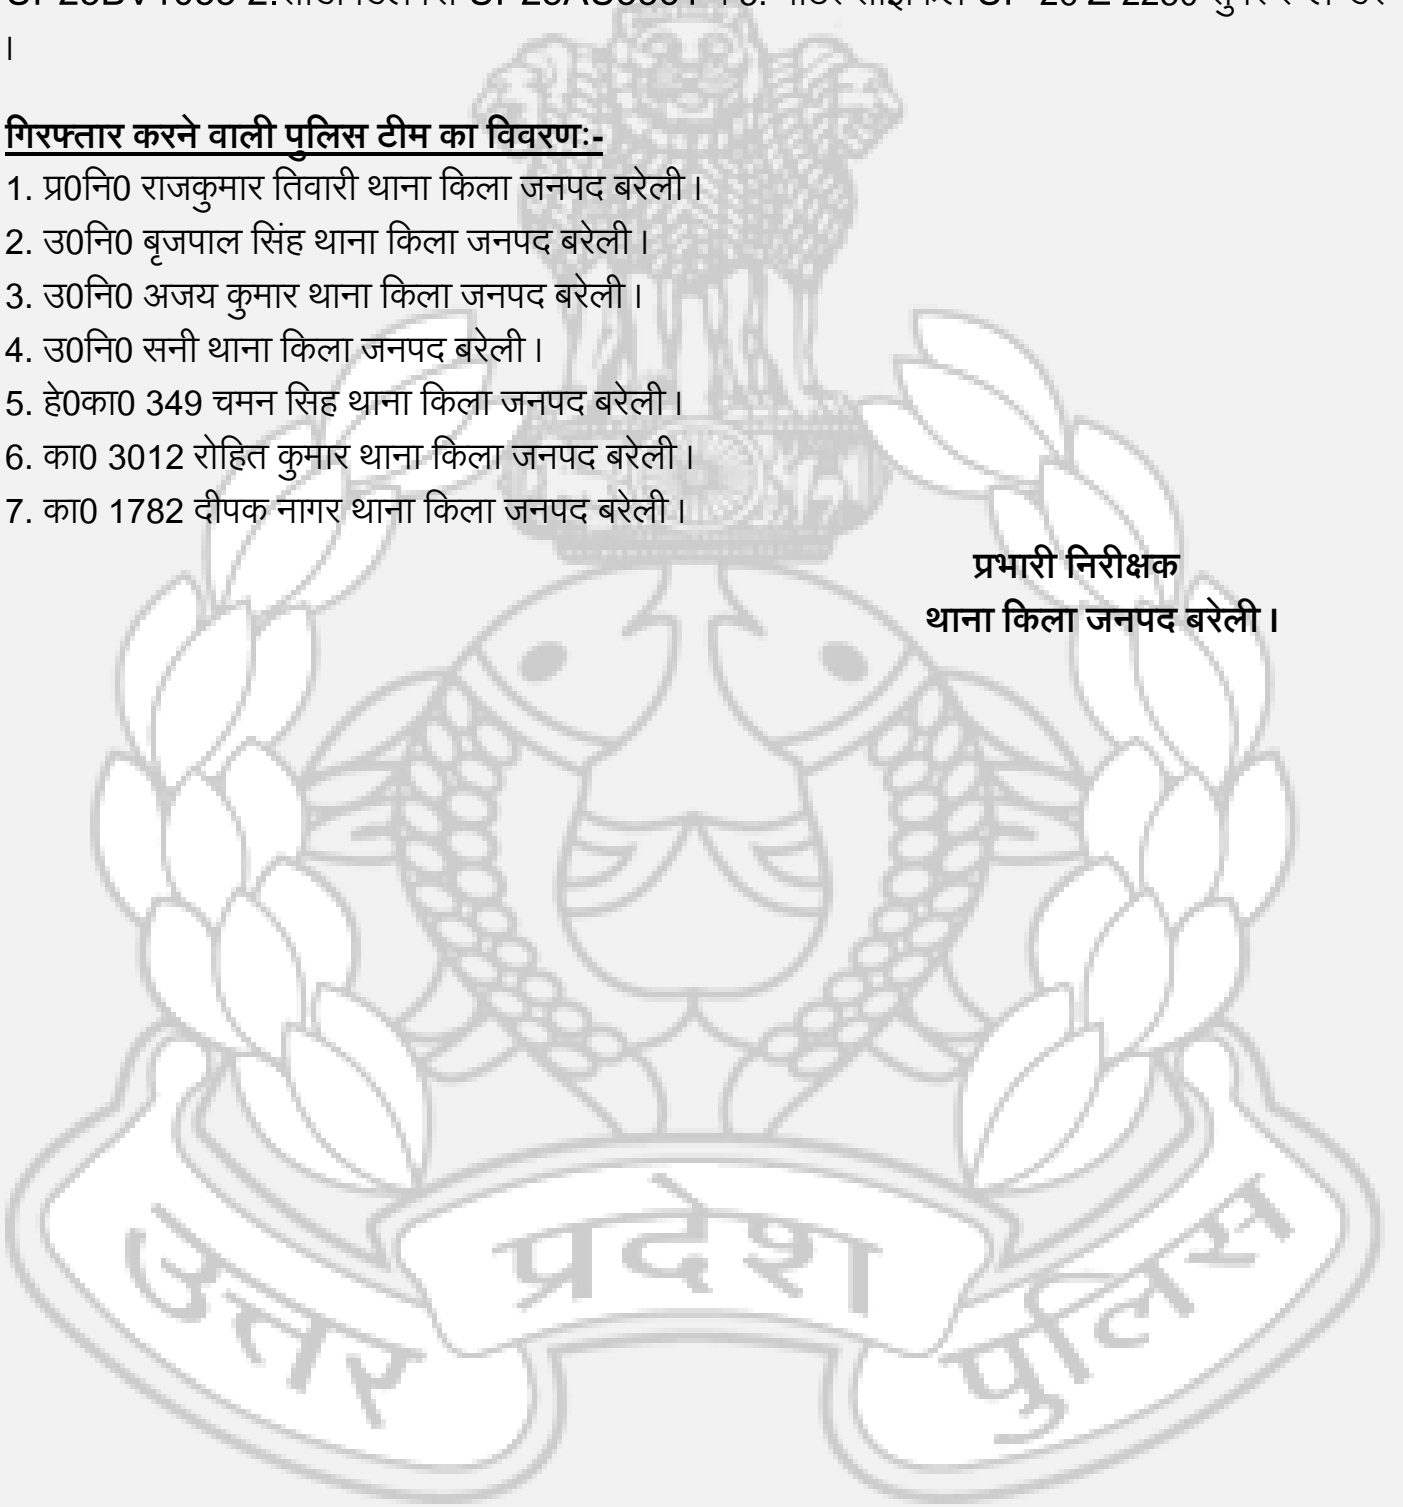 ।
गिरफ्तार करने वाली पुलिस टीम का विवरणः-
1. प्र0नि0 राजकुमार तिवारी थाना किला जनपद बरेली।
2. उ0नि0 बृजपाल सिंह थाना किला जनपद बरेली।
3. उ0नि0 अजय कुमार थाना किला जनपद बरेली।
4. उ0नि0 सनी थाना किला जनपद बरेली।
5. हे0का0 349 चमन सिह थाना किला जनपद बरेली।
6. का0 3012 रोहित कुमार थाना किला जनपद बरेली।
7. का0 1782 दीपक नागर थाना किला जनपद बरेली।
प्रभारी निरीक्षक
थाना किला जनपद बरेली।
उत्तर प्रदेश पुलिस